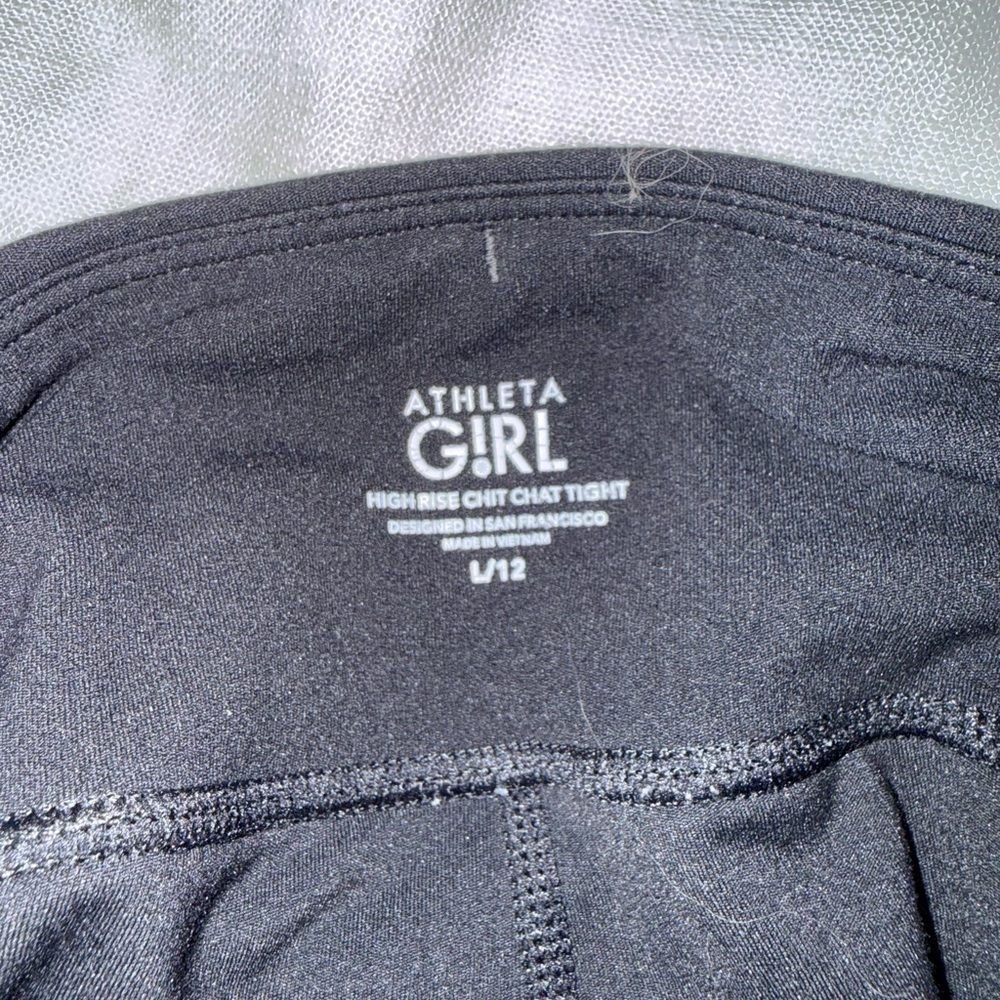 ATHLETA
G!RL
HIGH RISE CHIT CHAT TIGHT
DESIGNED IN SAN FRANCISCO
MADE IN VIETNAM
L/12